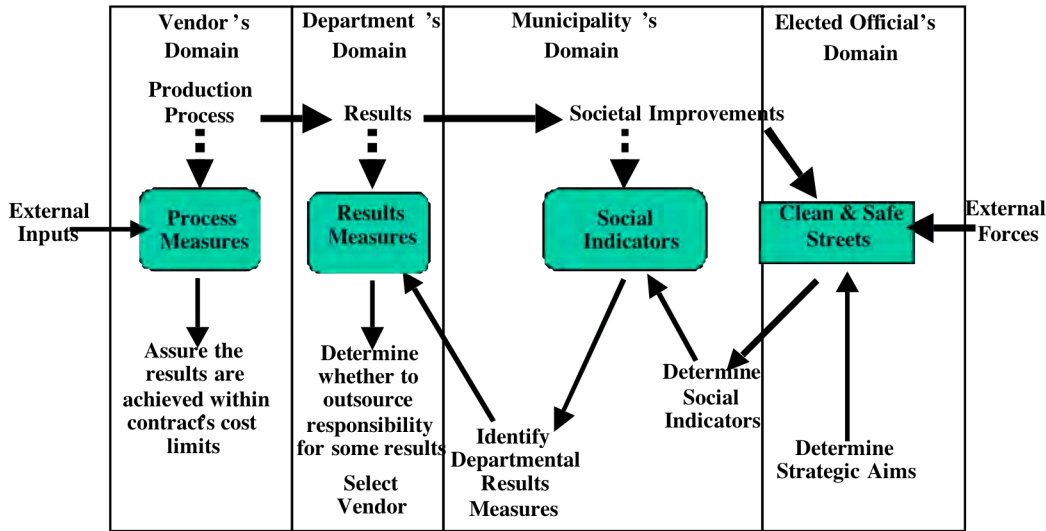 Vendor's
Domain
Department 's
Domain
Municipality's
Domain
Elected Official's
Domain
Production
Process
Results
Societal Improvements
External
Inputs
Process
Measures
Results
Measures
Social
Indicators
Clean & Safe
Streets
External
Forces
Assure the
results are
achieved within
contract's cost
limits
Determine
whether to
outsource
responsibility
for some results
Select
Vendor
Identify
Departmental
Results
Measures
Determine
Social
Indicators
Determine
Strategic Aims